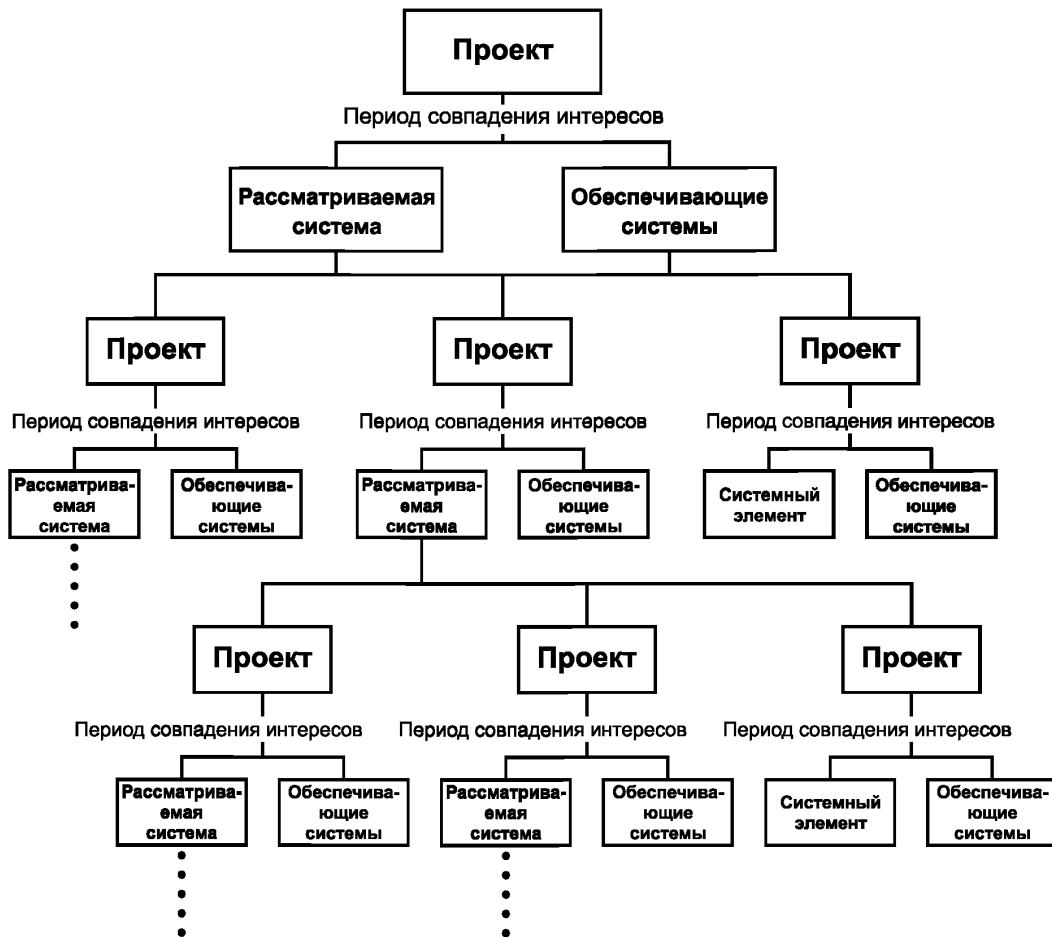 Проект
Период совпадения интересов
Рассматриваемая
система
Обеспечивающие
системы
Проект
Проект
Проект
Период совпадения интересов
Период совпадения интересов
Период совпадения интересов
Рассматрива-
емая
система
Обеспечива-
ющие
системы
Рассматрива-
емая
система
Обеспечива-
ющие
системы
Системный
элемент
Обеспечива-
ющие
системы
Проект
Проект
Проект
Период совпадения интересов
Период совпадения интересов
Период совпадения интересов
Рассматрива-
емая
система
Обеспечива-
ющие
системы
Рассматрива-
емая
система
Обеспечива-
ющие
системы
Системный
элемент
Обеспечива-
ющие
системы